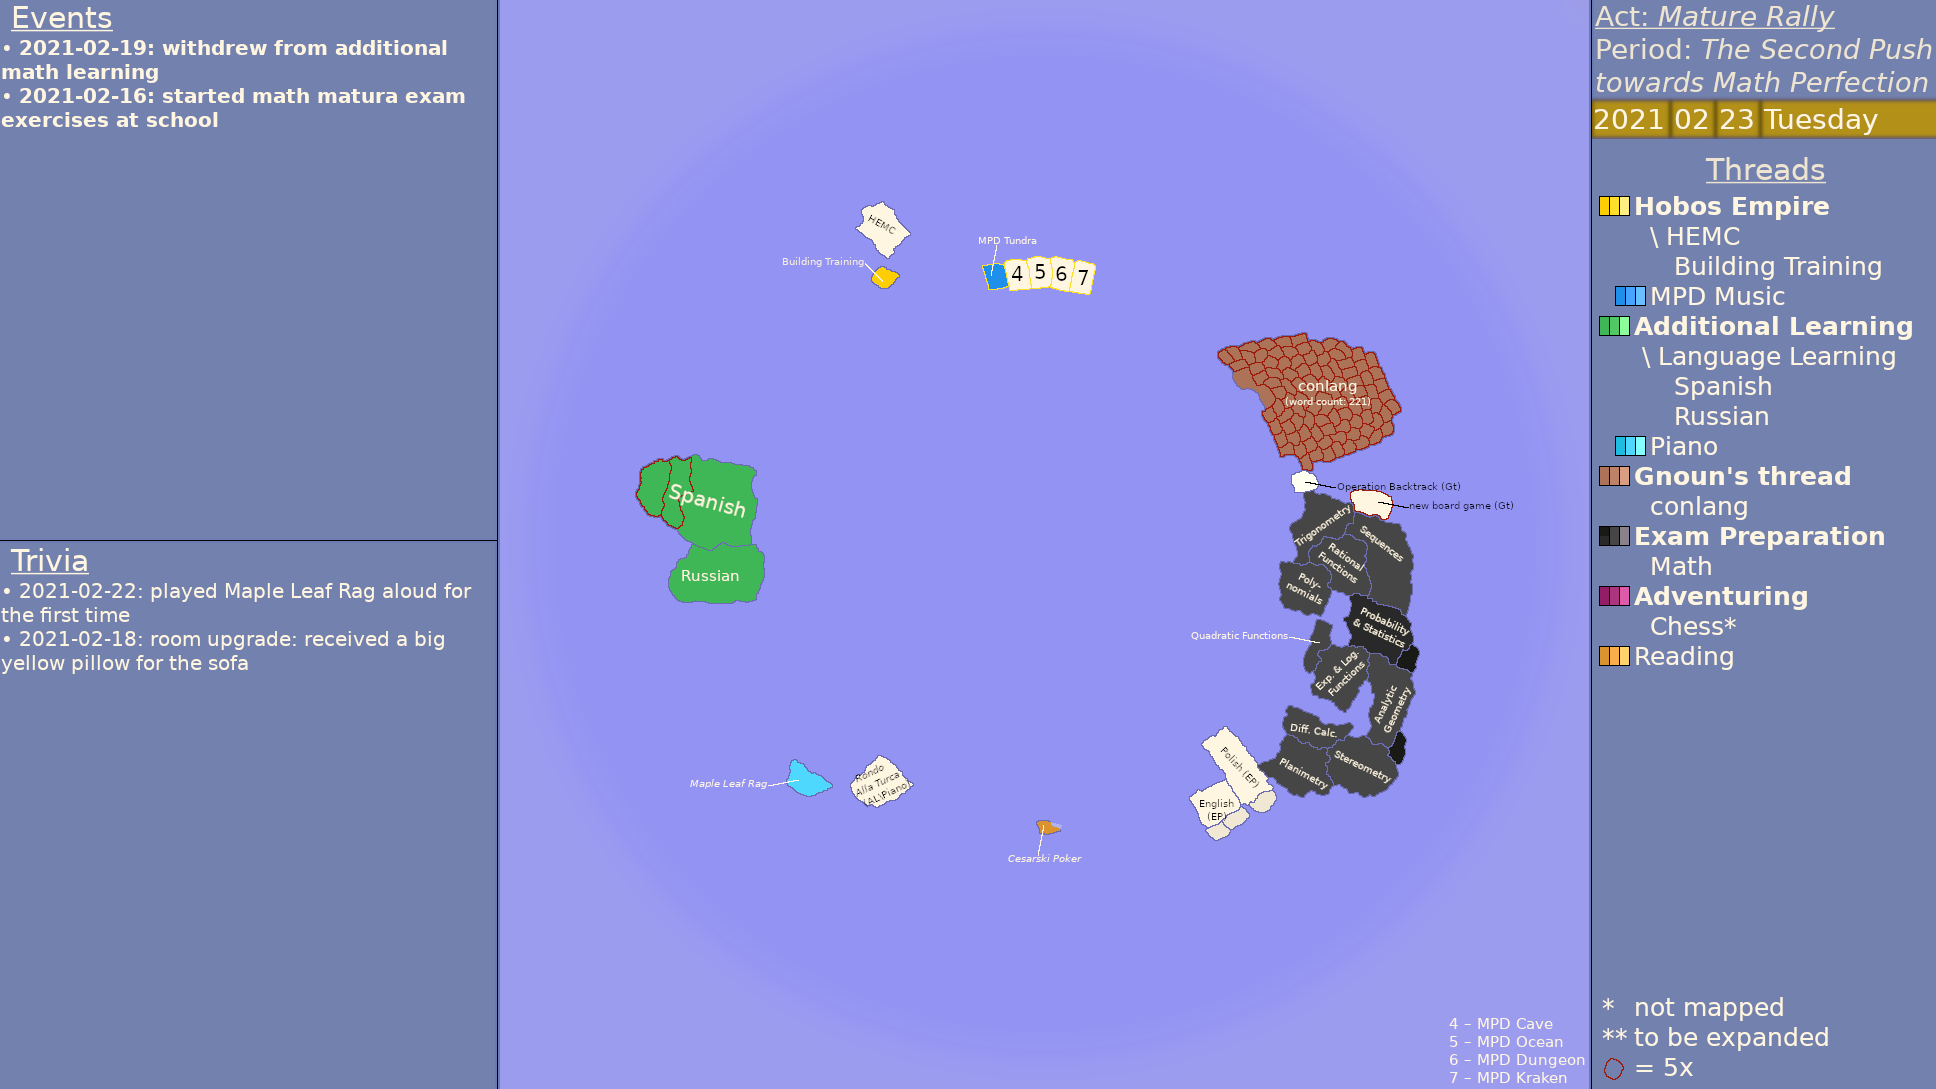 Events
• 2021-02-19: withdrew from additional
math learning
• 2021-02-16: started math matura exam
exercises at school
Trivia
• 2021-02-22: played Maple Leaf Rag aloud for
the first time
• 2021-02-18: room upgrade: received a big
yellow pillow for the sofa
HEMC
Building Training
MPD Tundra
4 5 6 7
conlang
(word count: 221)
Operation Backtrack (Gt)
new board game (Gt)
Spanish
Russian
Trigonometry
Sequences
Rational
Functions
Poly-
nomials
Probability
& Statistics
Quadratic Functions
Exp. & Log.
Functions
Analytic
Geometry
Diff. Calc.
Planimetry
Stereometry
Polish (EP)
English
(EP)
Maple Leaf Rag
Rondo
Alla Turca
(AL\Piano)
Cesarski Poker
4 – MPD Cave
5 – MPD Ocean
6 – MPD Dungeon
7 – MPD Kraken
Act: Mature Rally
Period: The Second Push
towards Math Perfection
2021 02 23 Tuesday
Threads
Hobos Empire
\ HEMC
Building Training
MPD Music
Additional Learning
\ Language Learning
Spanish
Russian
Piano
Gnoun's thread
conlang
Exam Preparation
Math
Adventuring
Chess*
Reading
* not mapped
** to be expanded
= 5x